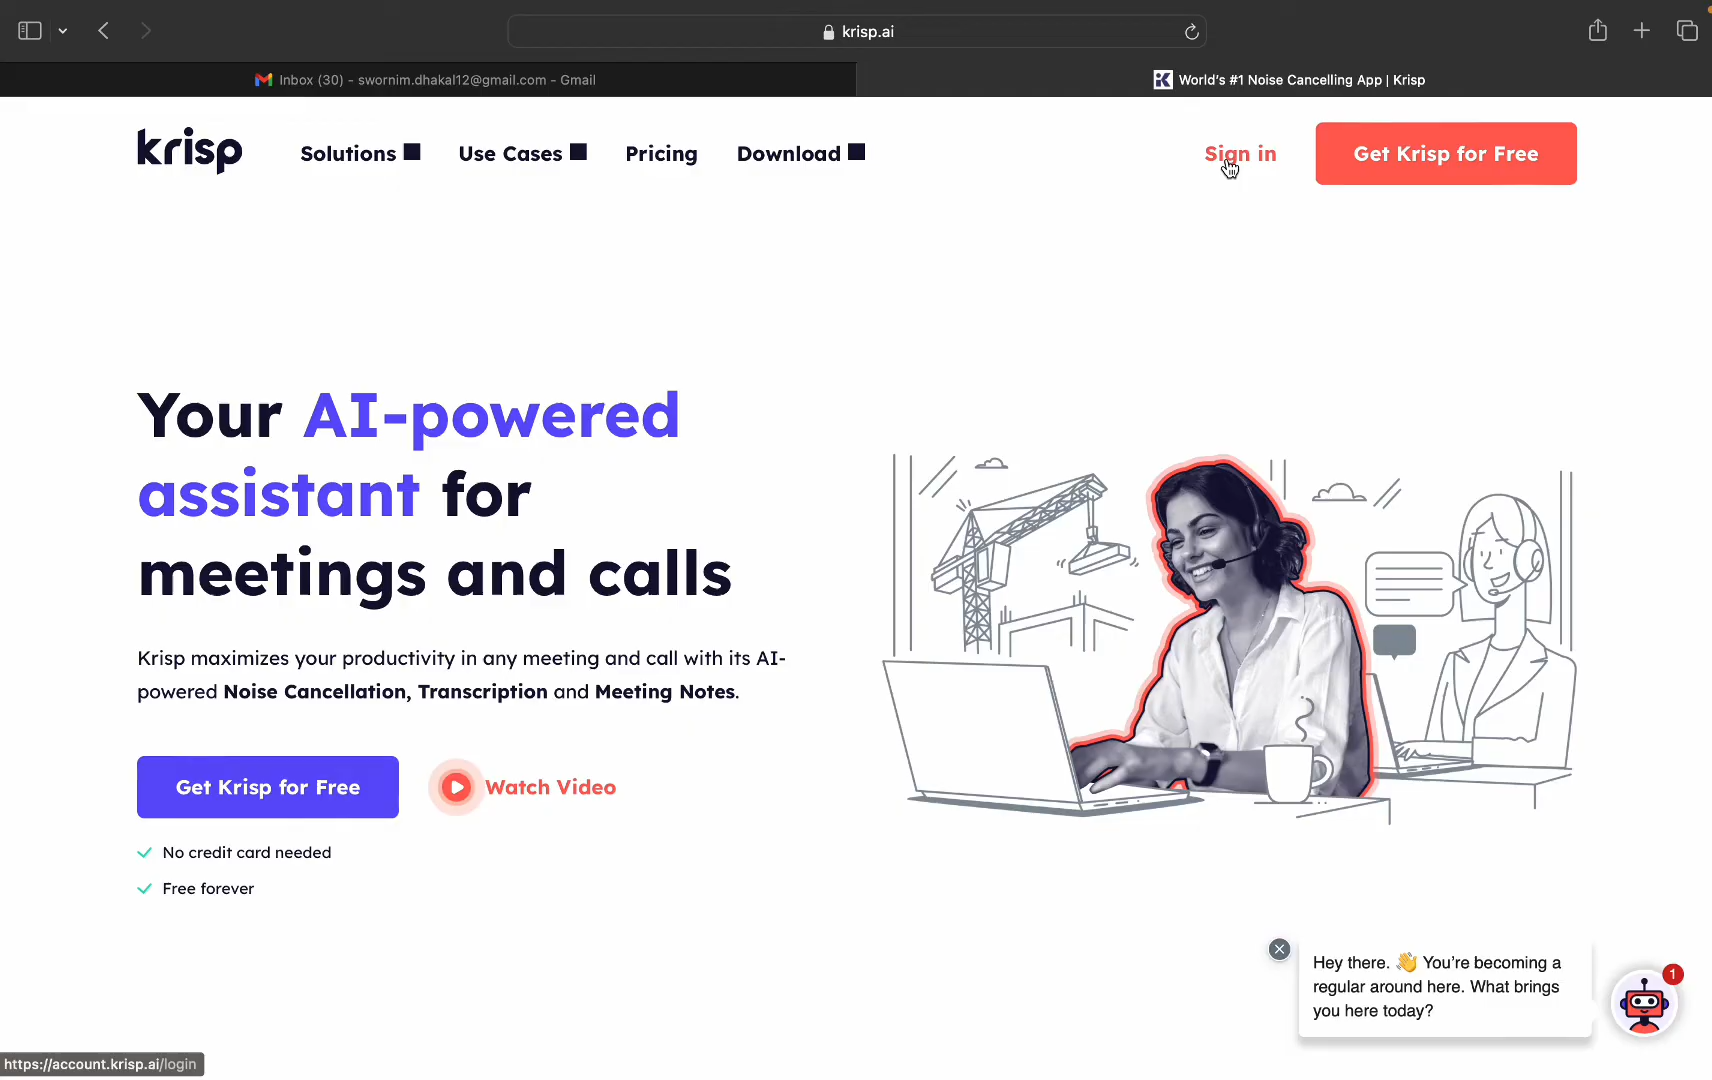 krisp.ai
Inbox (30) - swornim.dhakal12@gmail.com - Gmail
World's #1 Noise Cancelling App | Krisp
krisp
Solutions
Use Cases
Pricing
Download
Sign in
Get Krisp for Free
Your AI-powered
assistant for
meetings and calls
Krisp maximizes your productivity in any meeting and call with its AI-
powered Noise Cancellation, Transcription and Meeting Notes.
Get Krisp for Free
Watch Video
No credit card needed
Free forever
Hey there. 👋 You're becoming a
regular around here. What brings
you here today?
1
https://account.krisp.ai/login